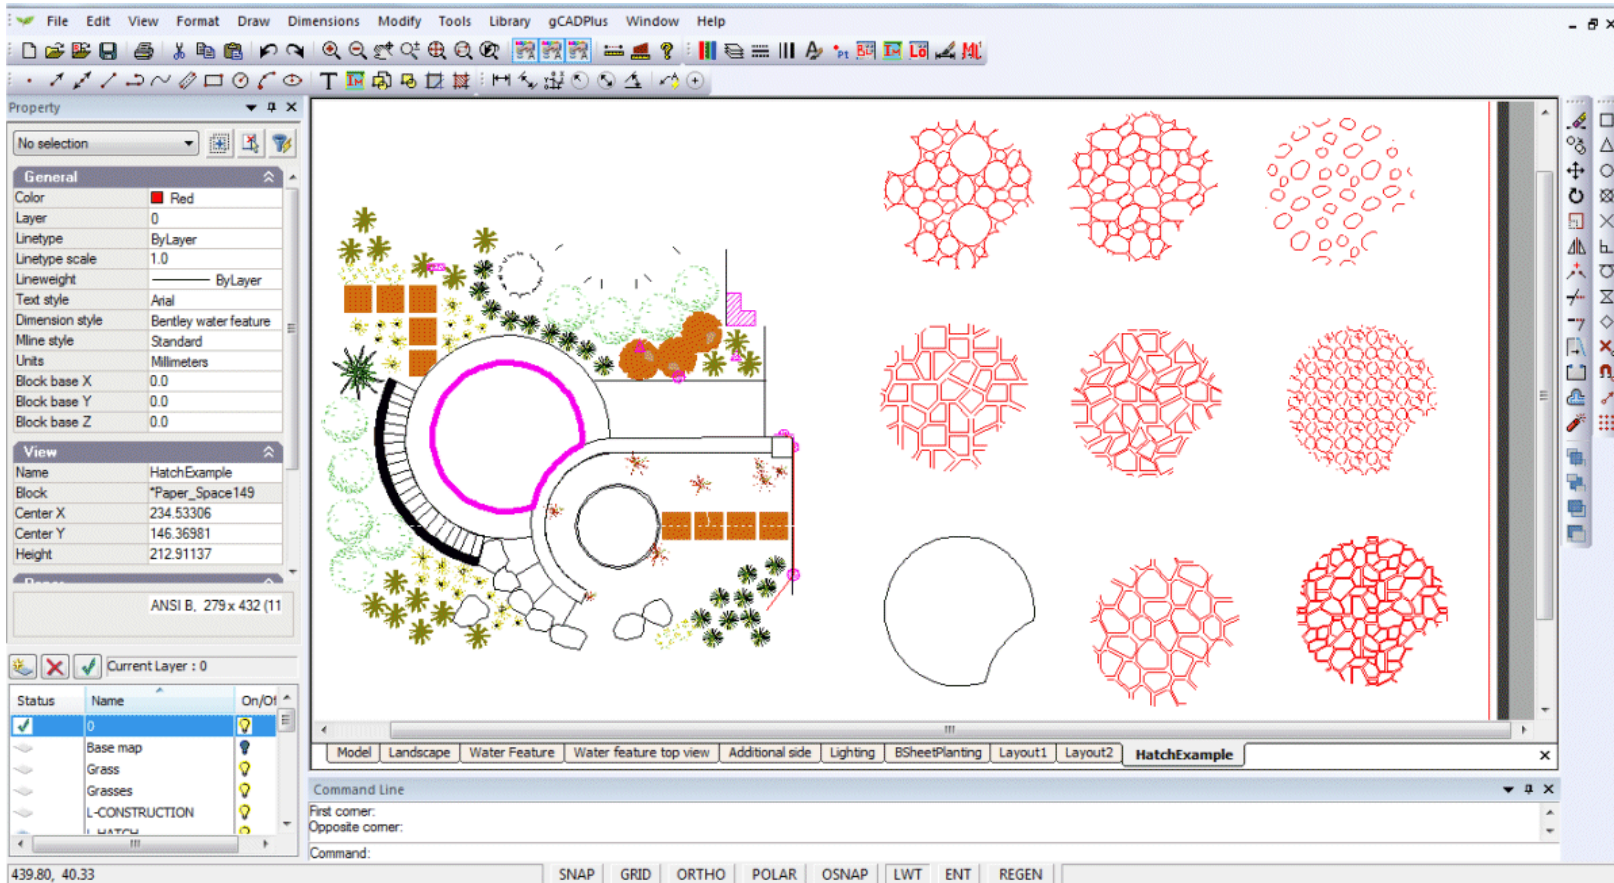 File Edit View Format Draw Dimensions Modify Tools Library gCADPlus Window Help
Property
No selection
General
Color Red
Layer 0
Linetype ByLayer
Linetype scale 1.0
Lineweight ByLayer
Text style Arial
Dimension style Bentley water feature
Mline style Standard
Units Millimeters
Block base X 0.0
Block base Y 0.0
Block base Z 0.0
View
Name HatchExample
Block *Paper_Space149
Center X 234.53306
Center Y 146.36981
Height 212.91137
ANSI B, 279 x 432 (11
Current Layer : 0
Status Name On/Of
0
Base map
Grass
Grasses
L-CONSTRUCTION
L-HATCH
Model Landscape Water Feature Water feature top view Additional side Lighting BSheetPlanting Layout1 Layout2 HatchExample
Command Line
First corner:
Opposite corner:
Command:
439.80, 40.33 SNAP GRID ORTHO POLAR OSNAP LWT ENT REGEN